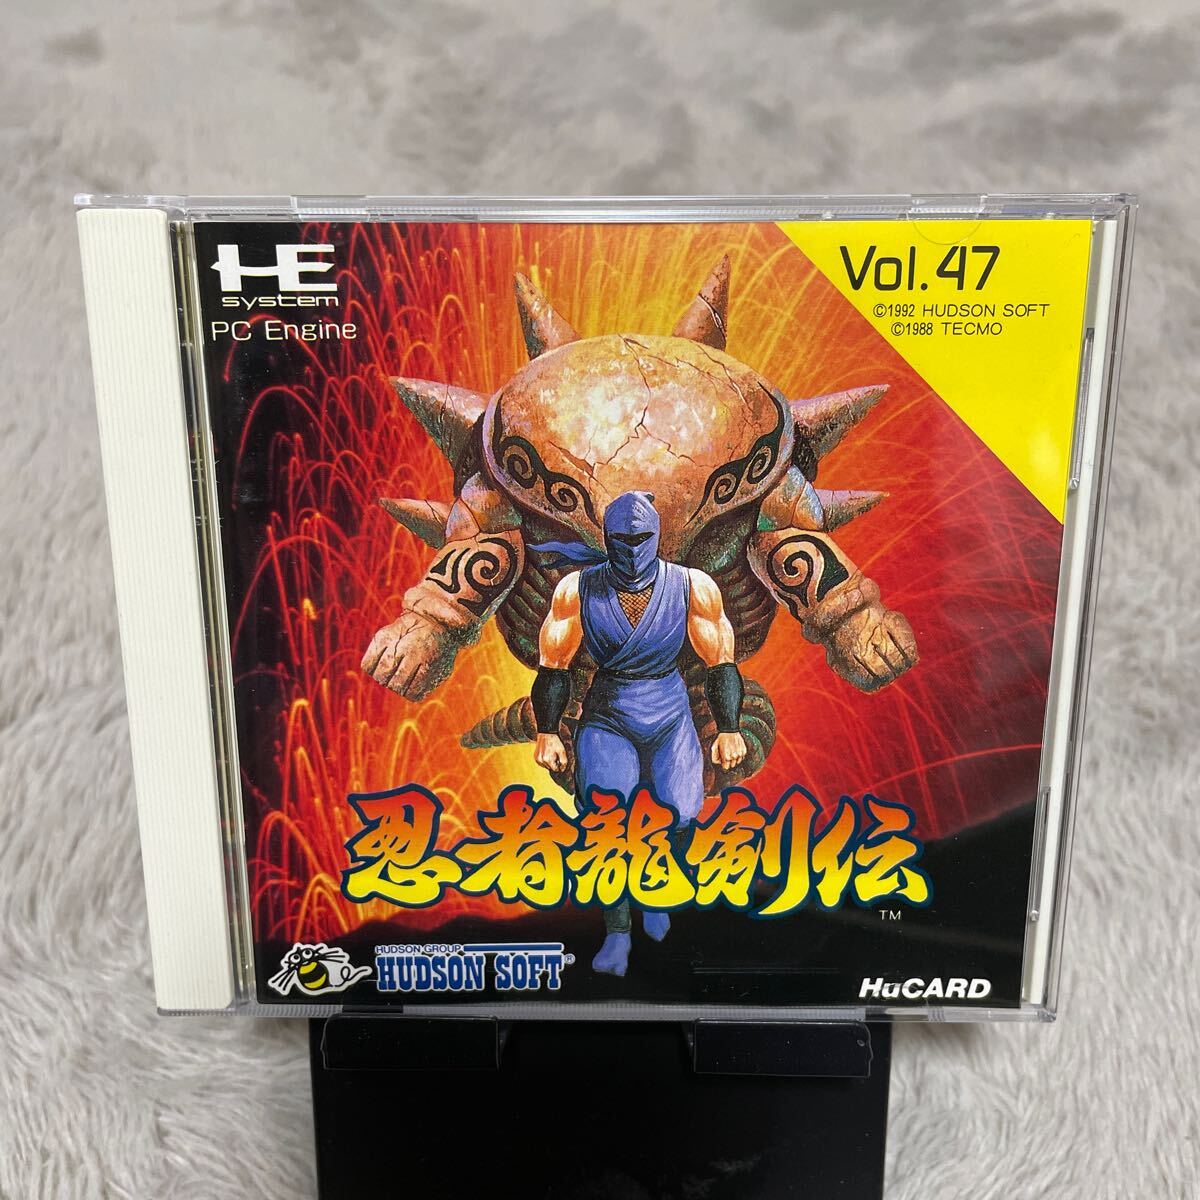 HE
system
PC Engine
Vol.47
©1992 HUDSON SOFT
©1988 TECMO
忍者龍剣伝
TM
HUDSON GROUP
HUDSON SOFT®
HuCARD